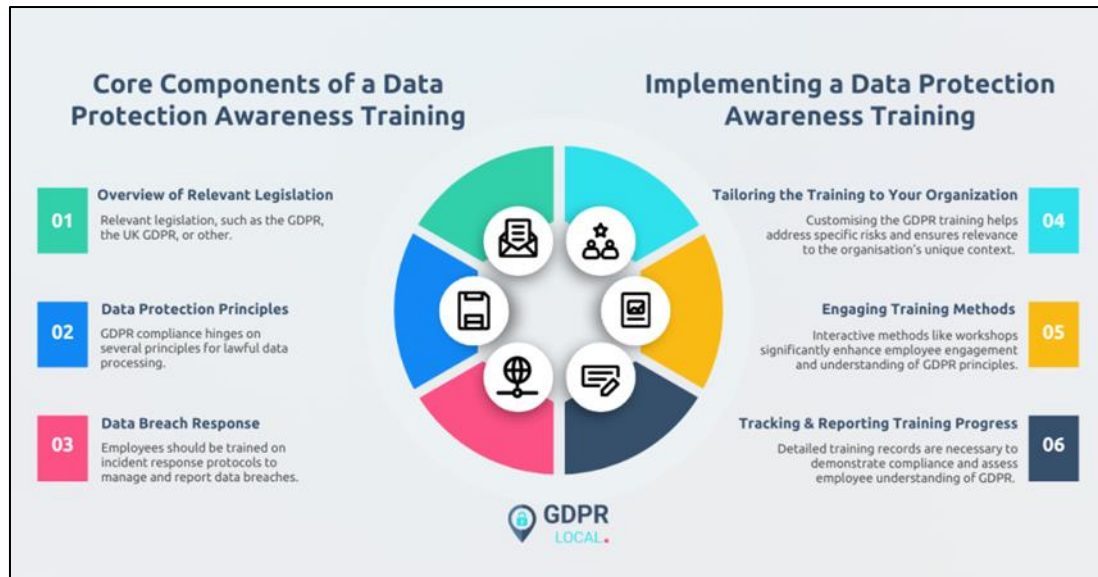 Core Components of a Data
Protection Awareness Training
01
Overview of Relevant Legislation
Relevant legislation, such as the GDPR,
the UK GDPR, or other.
02
Data Protection Principles
GDPR compliance hinges on
several principles for lawful data
processing.
03
Data Breach Response
Employees should be trained on
incident response protocols to
manage and report data breaches.
Implementing a Data Protection
Awareness Training
Tailoring the Training to Your Organization
04
Customising the GDPR training helps
address specific risks and ensures relevance
to the organisation's unique context.
Engaging Training Methods
05
Interactive methods like workshops
significantly enhance employee engagement
and understanding of GDPR principles.
Tracking & Reporting Training Progress
06
Detailed training records are necessary to
demonstrate compliance and assess
employee understanding of GDPR.
GDPR
LOCAL.